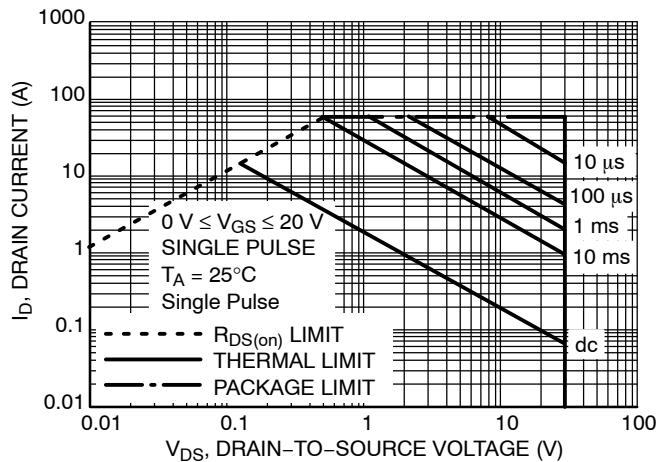 1000
100
10
1
0.1
0.01
I_D, DRAIN CURRENT (A)
0 V ≤ V_GS ≤ 20 V
SINGLE PULSE
T_A = 25°C
Single Pulse
R_DS(on) LIMIT
THERMAL LIMIT
PACKAGE LIMIT
10 µs
100 µs
1 ms
10 ms
dc
0.01
0.1
1
10
100
V_DS, DRAIN−TO−SOURCE VOLTAGE (V)